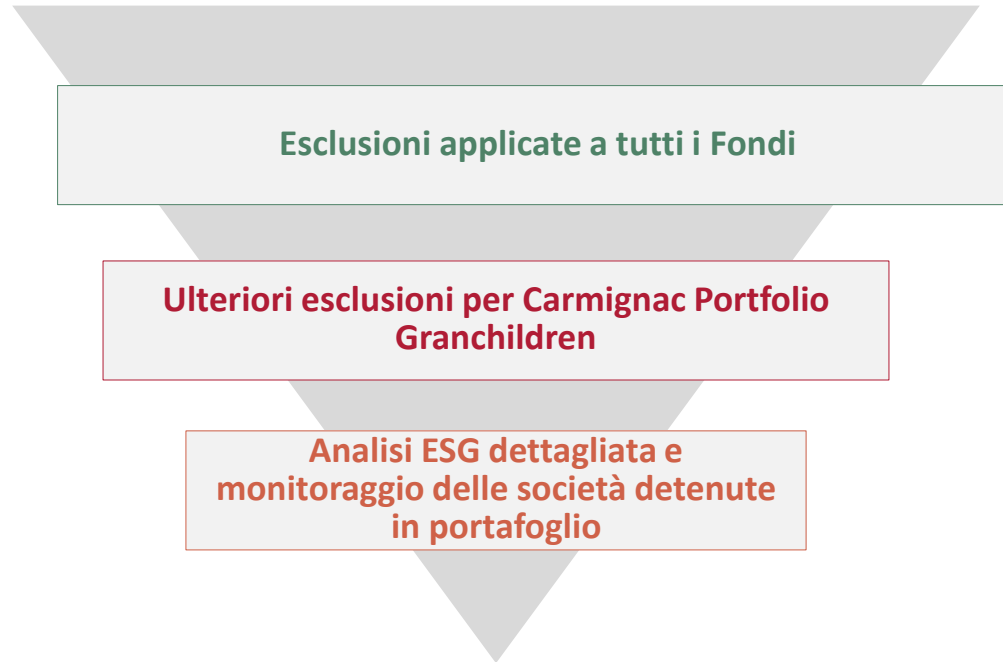 Esclusioni applicate a tutti i Fondi
Ulteriori esclusioni per Carmignac Portfolio
Granchildren
Analisi ESG dettagliata e
monitoraggio delle società detenute
in portafoglio